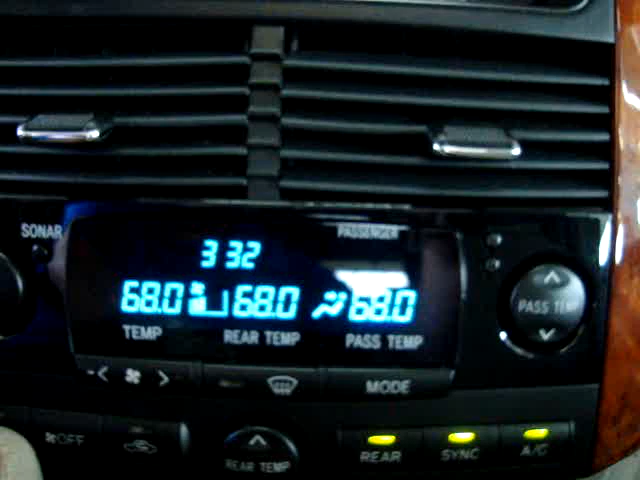 SONAR
PASSENGER
3 32
68.0 68.0 68.0
TEMP REAR TEMP PASS TEMP
PASS TEMP
MODE
OFF
REAR TEMP
REAR SYNC A/C